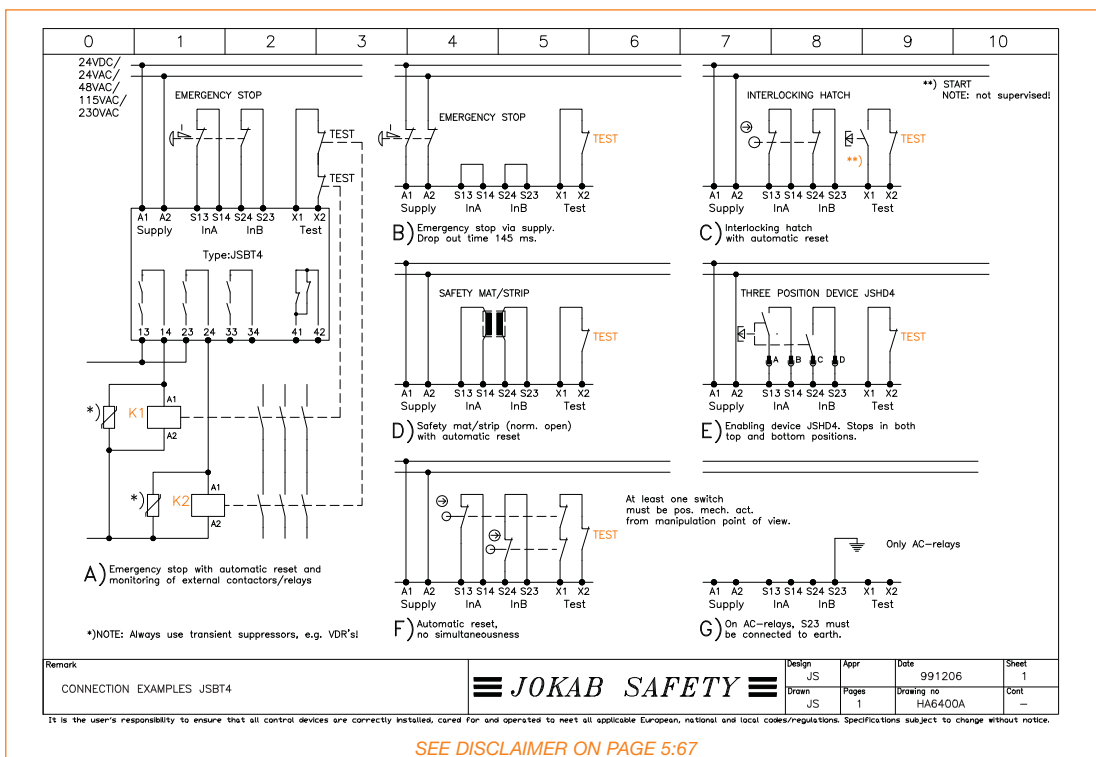 0 1 2 3 4 5 6 7 8 9 10
24VDC/
24VAC/
48VAC/
115VAC/
230VAC
EMERGENCY STOP
TEST
TEST
A1 A2 S13 S14 S24 S23 X1 X2
Supply InA InB Test
Type:JSBT4
13 14 23 24 33 34 41 42
*)
K1
A1
A2
*)
K2
A1
A2
A) Emergency stop with automatic reset and
monitoring of external contactors/relays
*)NOTE: Always use transient suppressors, e.g. VDR's!
EMERGENCY STOP
TEST
A1 A2 S13 S14 S24 S23 X1 X2
Supply InA InB Test
B) Emergency stop via supply.
Drop out time 145 ms.
**) START
NOTE: not supervised!
INTERLOCKING HATCH
**)
TEST
A1 A2 S13 S14 S24 S23 X1 X2
Supply InA InB Test
C) Interlocking hatch
with automatic reset
SAFETY MAT/STRIP
TEST
A1 A2 S13 S14 S24 S23 X1 X2
Supply InA InB Test
D) Safety mat/strip (norm. open)
with automatic reset
THREE POSITION DEVICE JSHD4
TEST
A B C D
A1 A2 S13 S14 S24 S23 X1 X2
Supply InA InB Test
E) Enabling device JSHD4. Stops in both
top and bottom positions.
At least one switch
must be pos. mech. act.
from manipulation point of view.
TEST
A1 A2 S13 S14 S24 S23 X1 X2
Supply InA InB Test
F) Automatic reset,
no simultaneousness
Only AC-relays
A1 A2 S13 S14 S24 S23 X1 X2
Supply InA InB Test
G) On AC-relays, S23 must
be connected to earth.
Remark
CONNECTION EXAMPLES JSBT4
JOKAB SAFETY
Design Appr Date Sheet
JS 991206 1
Drawn Pages Drawing no Cont
JS 1 HA6400A –
It is the user's responsibility to ensure that all control devices are correctly installed, cared for and operated to meet all applicable European, national and local codes/regulations. Specifications subject to change without notice.
SEE DISCLAIMER ON PAGE 5:67